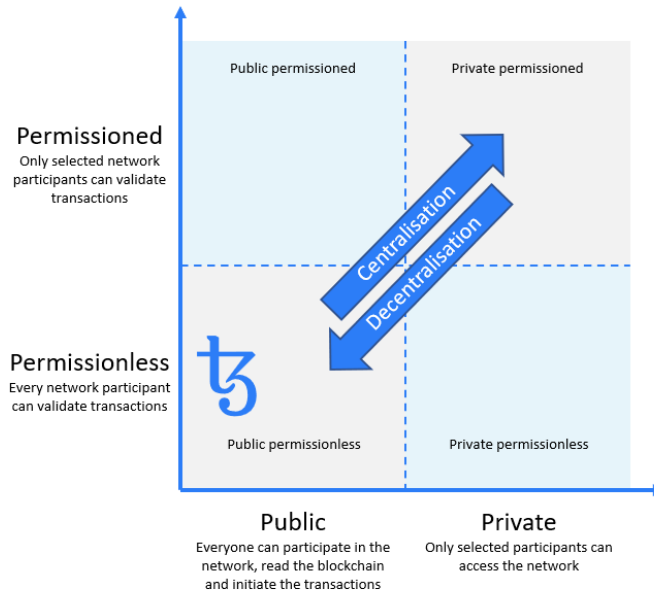 Public permissioned
Private permissioned
Permissioned
Only selected network
participants can validate
transactions
Centralisation
Decentralisation
Permissionless
Every network participant
can validate transactions
ꜩ
Public permissionless
Private permissionless
Public
Everyone can participate in the
network, read the blockchain
and initiate the transactions
Private
Only selected participants can
access the network